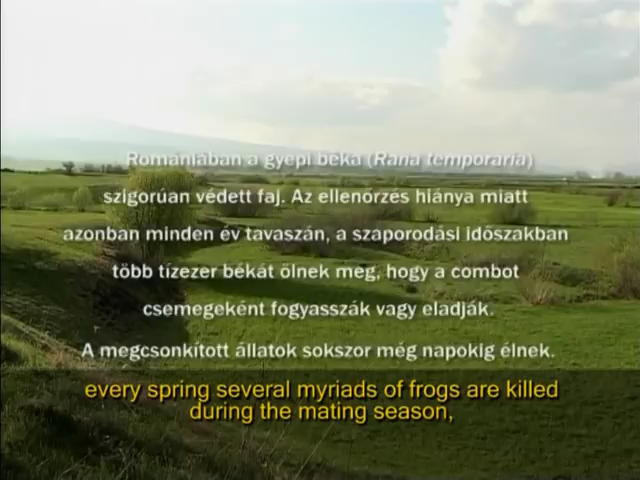 Romániában a gyepi béka (Rana temporaria)
szigorúan védett faj. Az ellenőrzés hiánya miatt
azonban minden év tavaszán, a szaporodási időszakban
több tízezer békát ölnek meg, hogy a combot
csemegeként fogyasszák vagy eladják.
A megcsonkított állatok sokszor még napokig élnek.
every spring several myriads of frogs are killed
during the mating season,